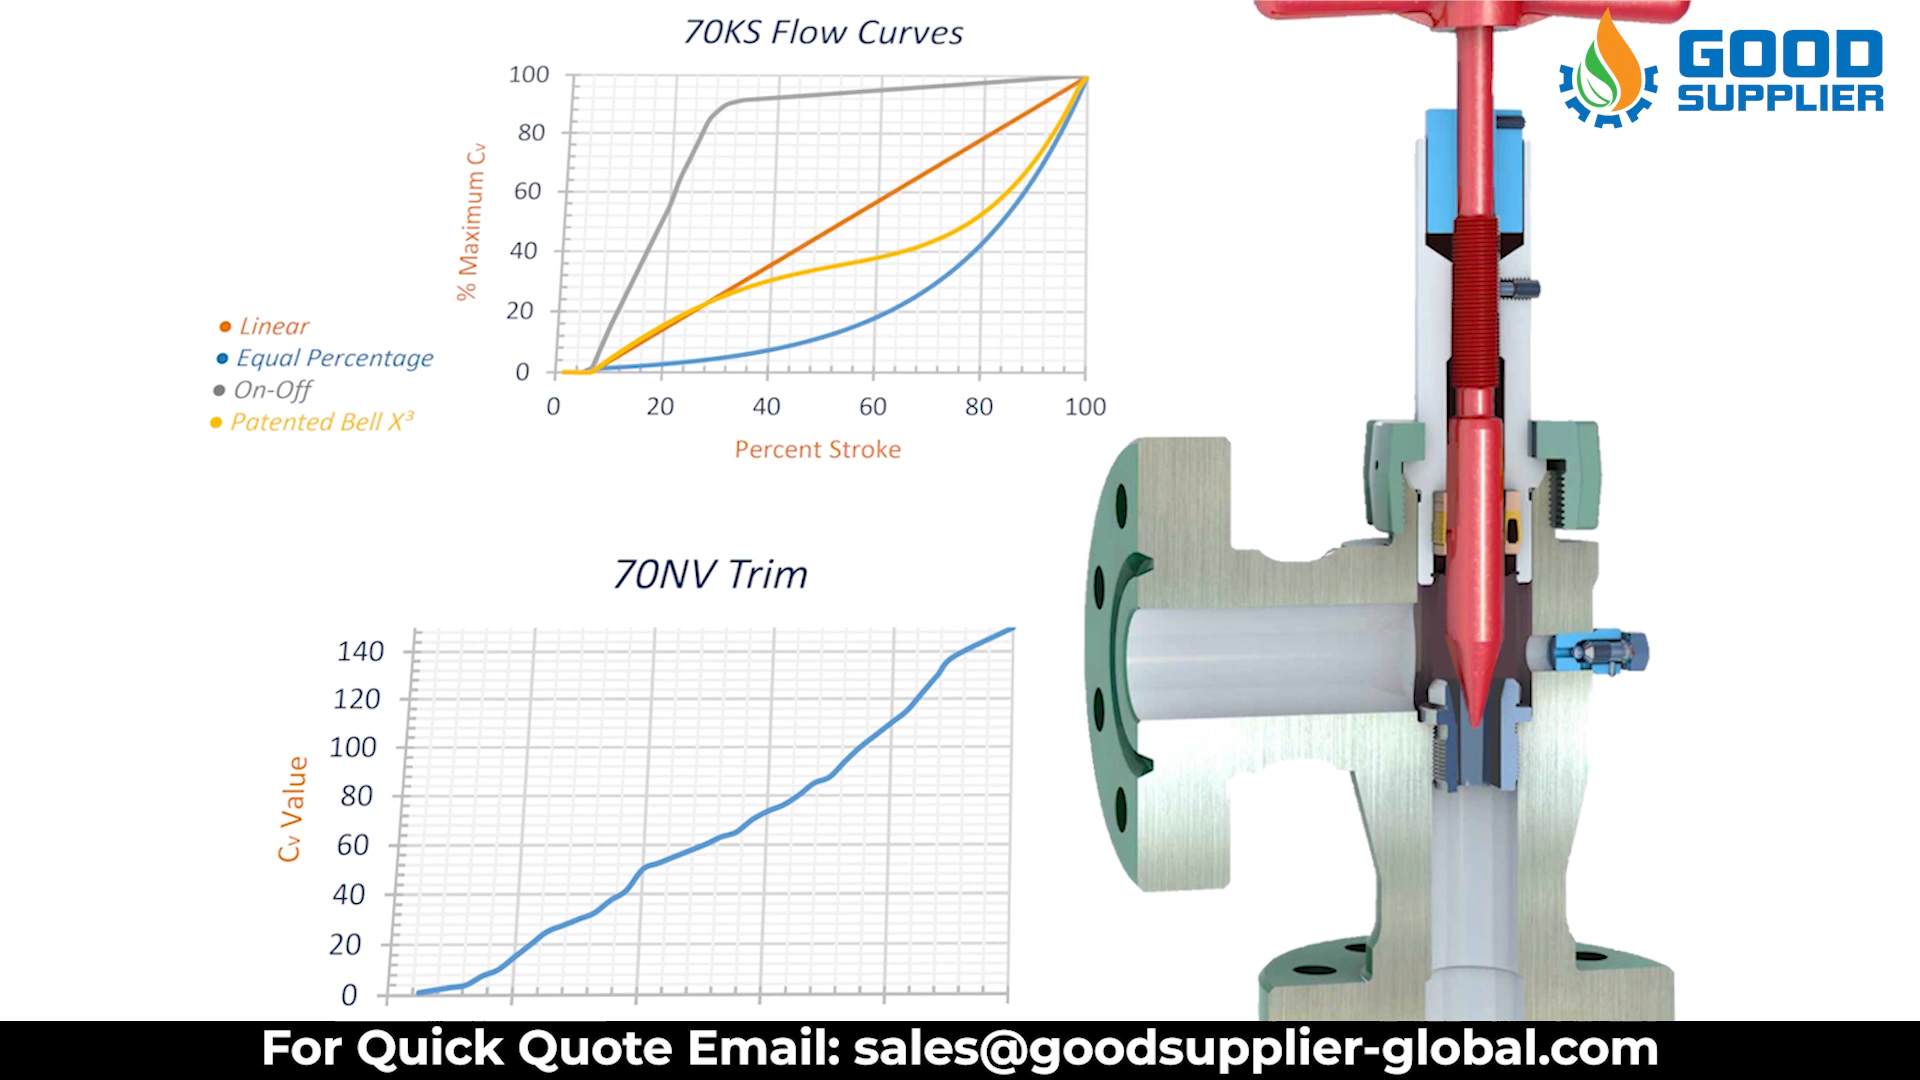 70KS Flow Curves
GOOD
SUPPLIER
100
80
60
40
20
0
% Maximum Cv
0 20 40 60 80 100
Percent Stroke
Linear
Equal Percentage
On-Off
Patented Bell X³
70NV Trim
140
120
100
80
60
40
20
0
Cv Value
For Quick Quote Email: sales@goodsupplier-global.com